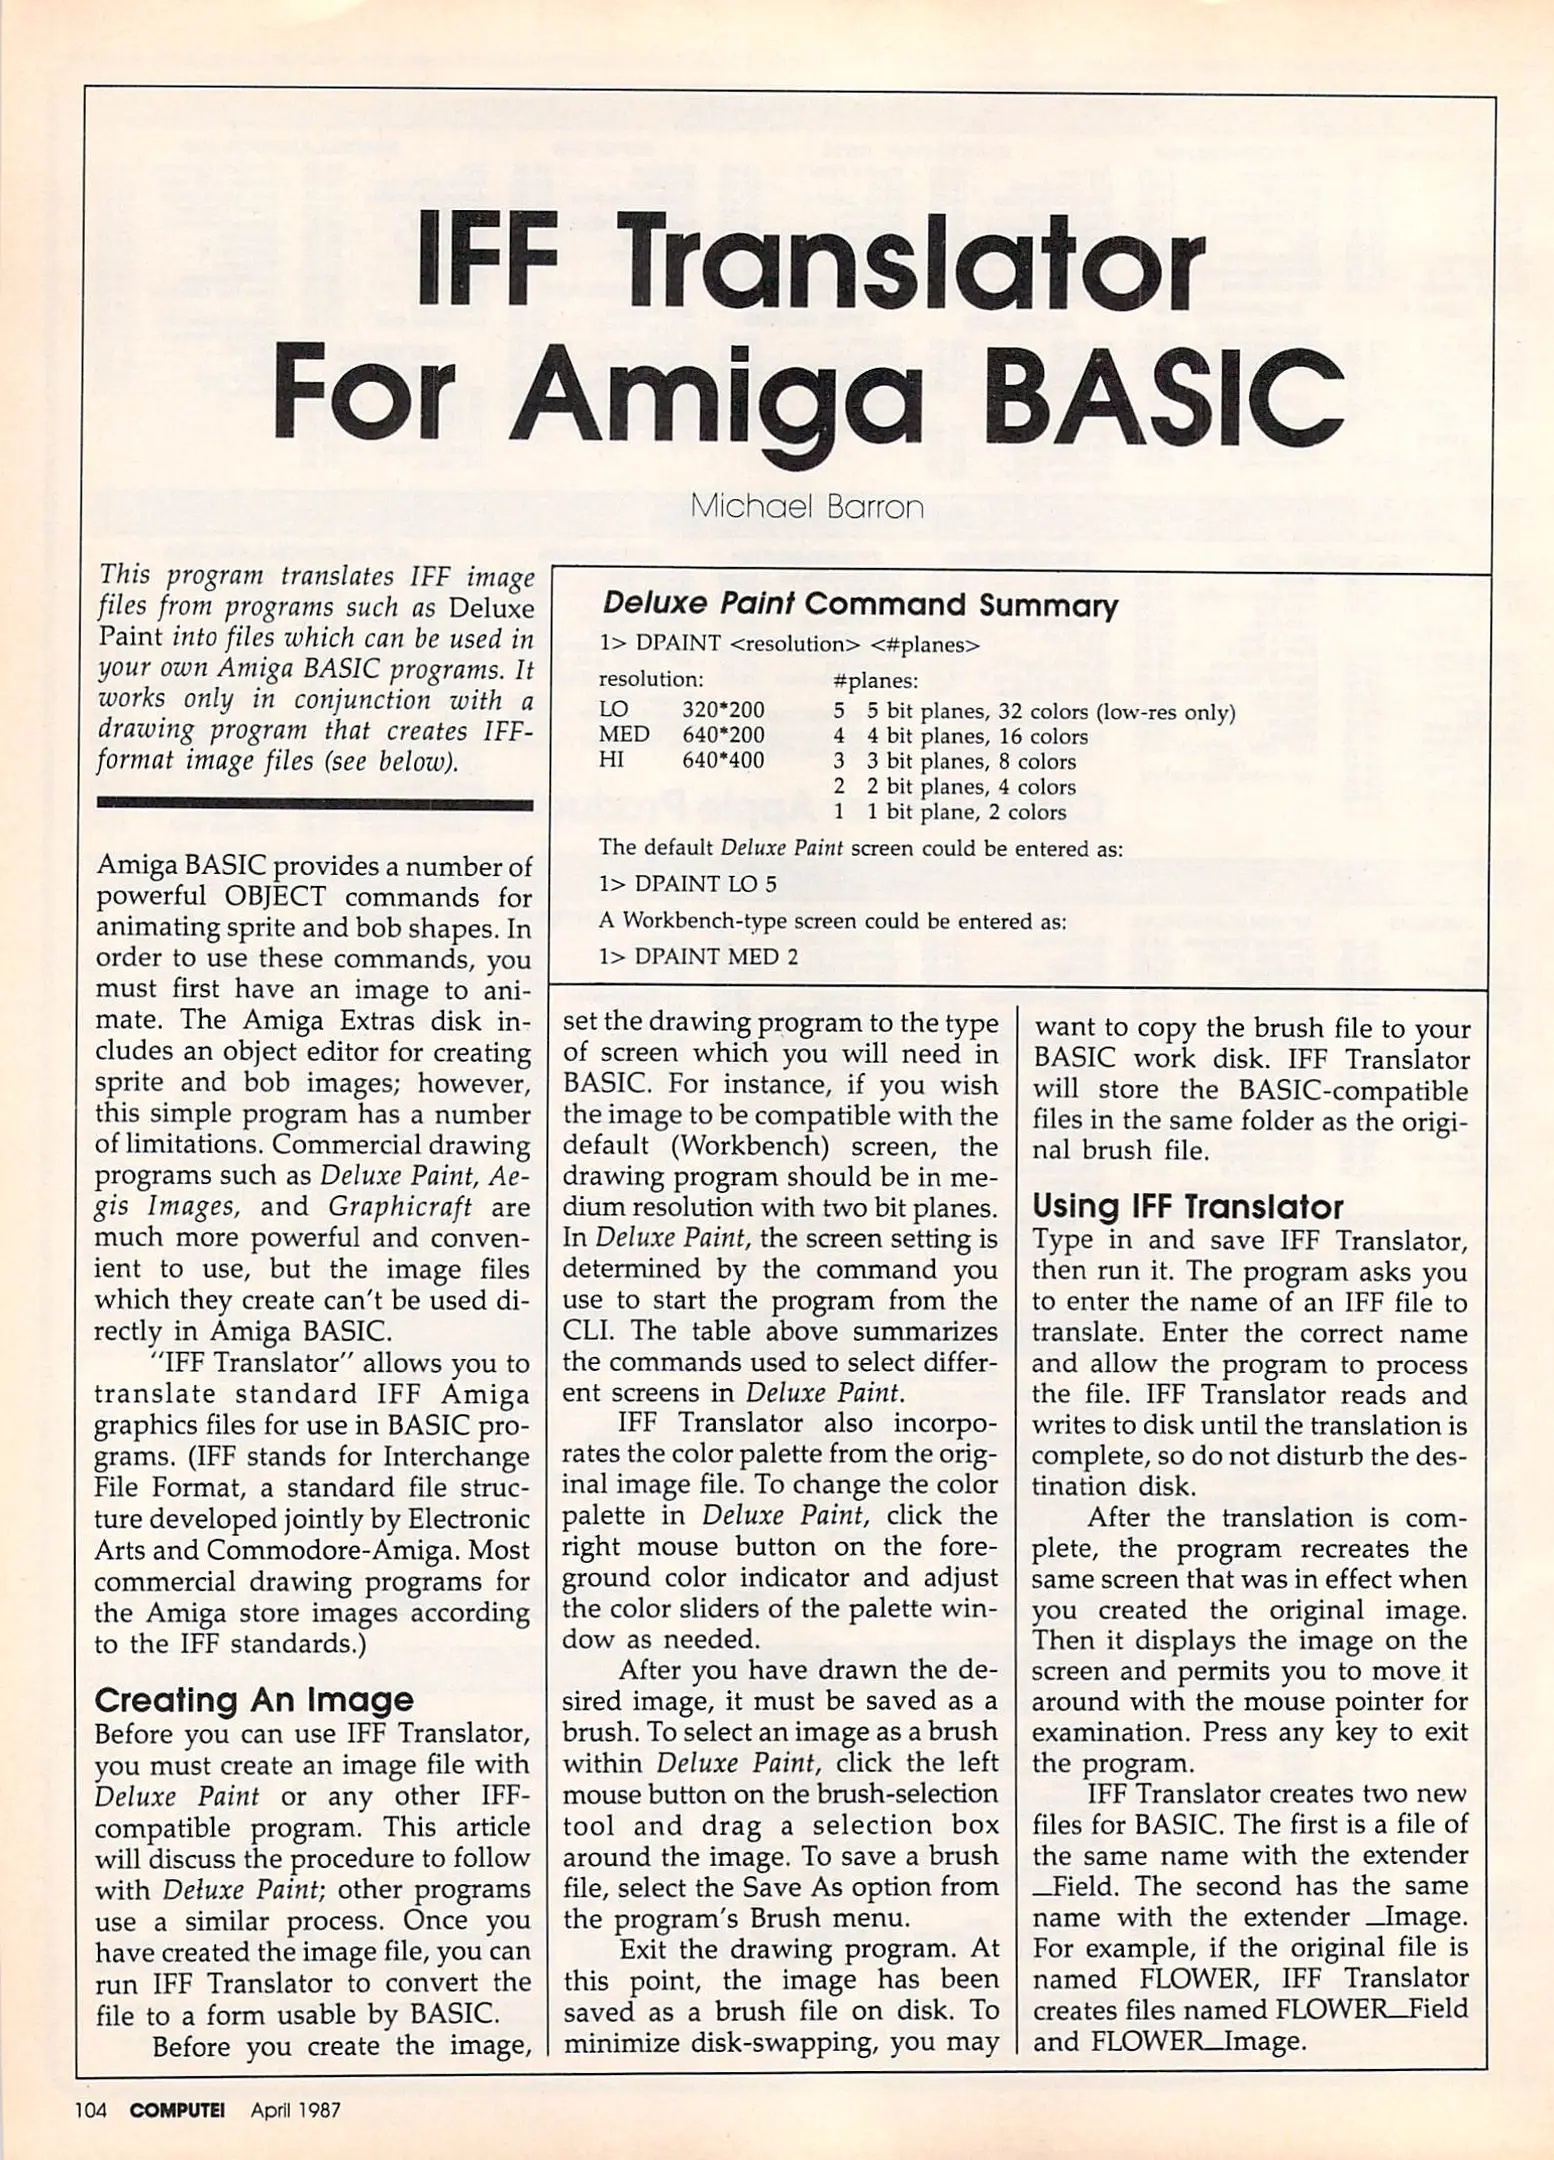 IFF Translator
For Amiga BASIC
Michael Barron
This program translates IFF image
files from programs such as Deluxe
Paint into files which can be used in
your own Amiga BASIC programs. It
works only in conjunction with a
drawing program that creates IFF-
format image files (see below).
Amiga BASIC provides a number of
powerful OBJECT commands for
animating sprite and bob shapes. In
order to use these commands, you
must first have an image to ani-
mate. The Amiga Extras disk in-
cludes an object editor for creating
sprite and bob images; however,
this simple program has a number
of limitations. Commercial drawing
programs such as Deluxe Paint, Ae-
gis Images, and Graphicraft are
much more powerful and conven-
ient to use, but the image files
which they create can't be used di-
rectly in Amiga BASIC.
"IFF Translator" allows you to
translate standard IFF Amiga
graphics files for use in BASIC pro-
grams. (IFF stands for Interchange
File Format, a standard file struc-
ture developed jointly by Electronic
Arts and Commodore-Amiga. Most
commercial drawing programs for
the Amiga store images according
to the IFF standards.)
Creating An Image
Before you can use IFF Translator,
you must create an image file with
Deluxe Paint or any other IFF-
compatible program. This article
will discuss the procedure to follow
with Deluxe Paint; other programs
use a similar process. Once you
have created the image file, you can
run IFF Translator to convert the
file to a form usable by BASIC.
Before you create the image,
Deluxe Paint Command Summary
1> DPAINT <resolution> <#planes>
resolution: #planes:
LO 320*200 5 5 bit planes, 32 colors (low-res only)
MED 640*200 4 4 bit planes, 16 colors
HI 640*400 3 3 bit planes, 8 colors
2 2 bit planes, 4 colors
1 1 bit plane, 2 colors
The default Deluxe Paint screen could be entered as:
1> DPAINT LO 5
A Workbench-type screen could be entered as:
1> DPAINT MED 2
set the drawing program to the type
of screen which you will need in
BASIC. For instance, if you wish
the image to be compatible with the
default (Workbench) screen, the
drawing program should be in me-
dium resolution with two bit planes.
In Deluxe Paint, the screen setting is
determined by the command you
use to start the program from the
CLI. The table above summarizes
the commands used to select differ-
ent screens in Deluxe Paint.
IFF Translator also incorpo-
rates the color palette from the orig-
inal image file. To change the color
palette in Deluxe Paint, click the
right mouse button on the fore-
ground color indicator and adjust
the color sliders of the palette win-
dow as needed.
After you have drawn the de-
sired image, it must be saved as a
brush. To select an image as a brush
within Deluxe Paint, click the left
mouse button on the brush-selection
tool and drag a selection box
around the image. To save a brush
file, select the Save As option from
the program's Brush menu.
Exit the drawing program. At
this point, the image has been
saved as a brush file on disk. To
minimize disk-swapping, you may
want to copy the brush file to your
BASIC work disk. IFF Translator
will store the BASIC-compatible
files in the same folder as the origi-
nal brush file.
Using IFF Translator
Type in and save IFF Translator,
then run it. The program asks you
to enter the name of an IFF file to
translate. Enter the correct name
and allow the program to process
the file. IFF Translator reads and
writes to disk until the translation is
complete, so do not disturb the des-
tination disk.
After the translation is com-
plete, the program recreates the
same screen that was in effect when
you created the original image.
Then it displays the image on the
screen and permits you to move it
around with the mouse pointer for
examination. Press any key to exit
the program.
IFF Translator creates two new
files for BASIC. The first is a file of
the same name with the extender
_Field. The second has the same
name with the extender _Image.
For example, if the original file is
named FLOWER, IFF Translator
creates files named FLOWER_Field
and FLOWER_Image.
104 COMPUTE! April 1987